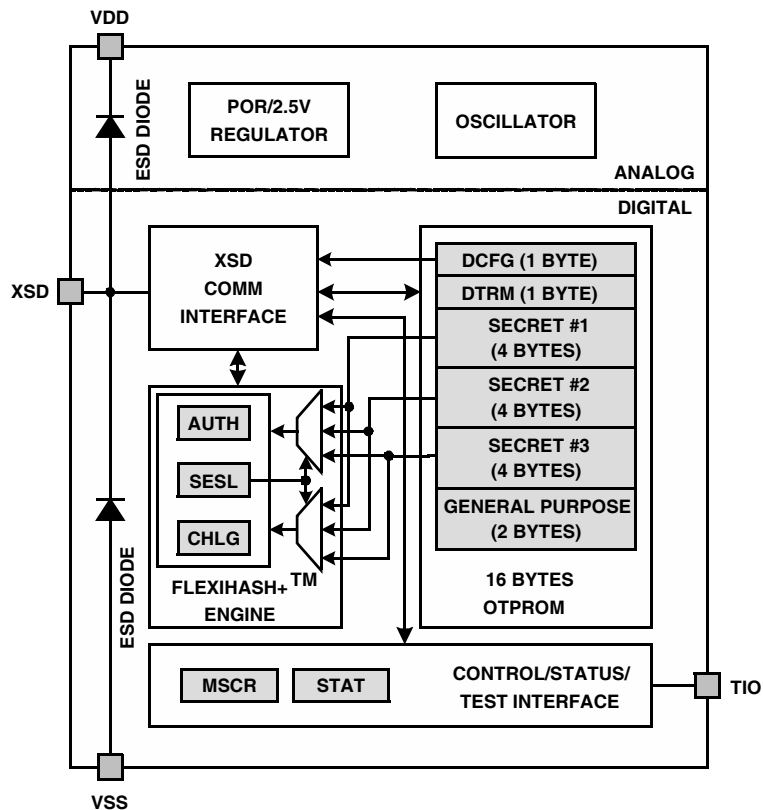 VDD
ESD DIODE
POR/2.5V
REGULATOR
OSCILLATOR
ANALOG
DIGITAL
XSD
XSD
COMM
INTERFACE
DCFG (1 BYTE)
DTRM (1 BYTE)
SECRET #1
(4 BYTES)
SECRET #2
(4 BYTES)
SECRET #3
(4 BYTES)
GENERAL PURPOSE
(2 BYTES)
16 BYTES
OTPROM
AUTH
SESL
CHLG
FLEXIHASH+ TM
ENGINE
ESD DIODE
MSCR
STAT
CONTROL/STATUS/
TEST INTERFACE
TIO
VSS